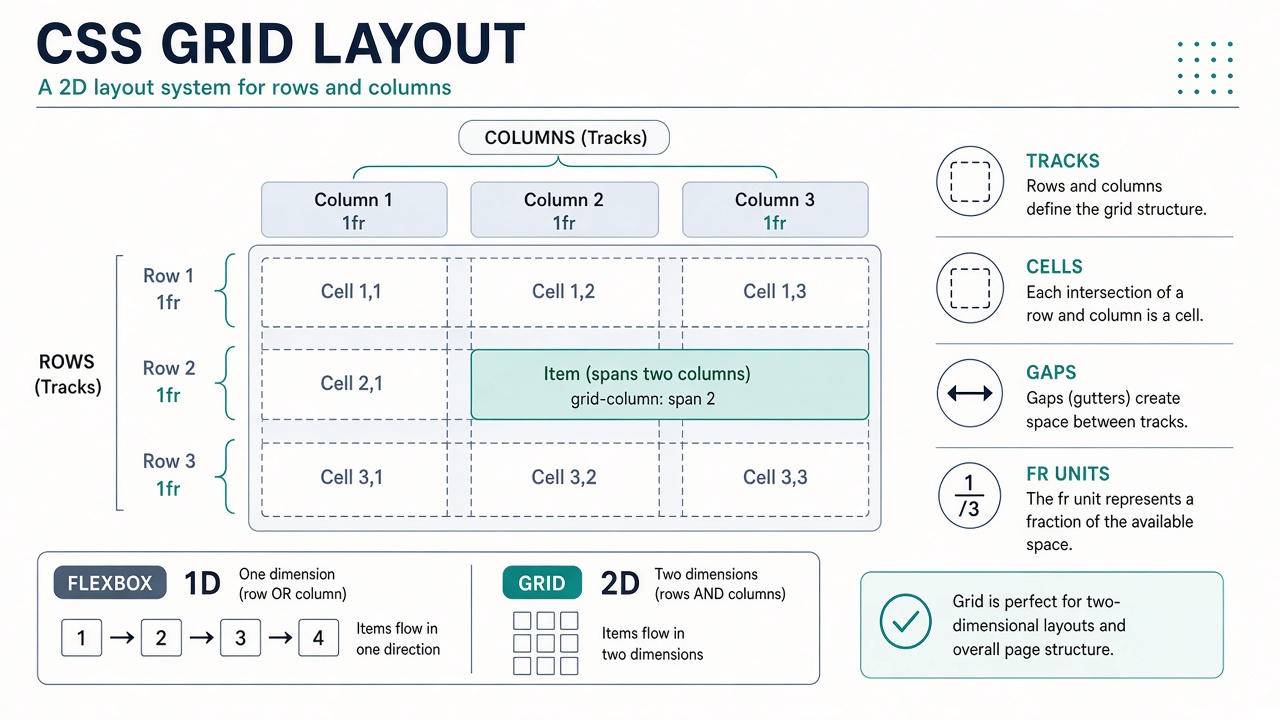 CSS GRID LAYOUT
A 2D layout system for rows and columns
COLUMNS (Tracks)
Column 1
1fr
Column 2
1fr
Column 3
1fr
ROWS
(Tracks)
Row 1
1fr
Row 2
1fr
Row 3
1fr
Cell 1,1
Cell 1,2
Cell 1,3
Cell 2,1
Item (spans two columns)
grid-column: span 2
Cell 3,1
Cell 3,2
Cell 3,3
TRACKS
Rows and columns
define the grid structure.
CELLS
Each intersection of a
row and column is a cell.
GAPS
Gaps (gutters) create
space between tracks.
1
/3
FR UNITS
The fr unit represents a
fraction of the available
space.
FLEXBOX
1D
One dimension
(row OR column)
1
2
3
4
Items flow in
one direction
GRID
2D
Two dimensions
(rows AND columns)
Items flow in
two dimensions
Grid is perfect for two-
dimensional layouts and
overall page structure.